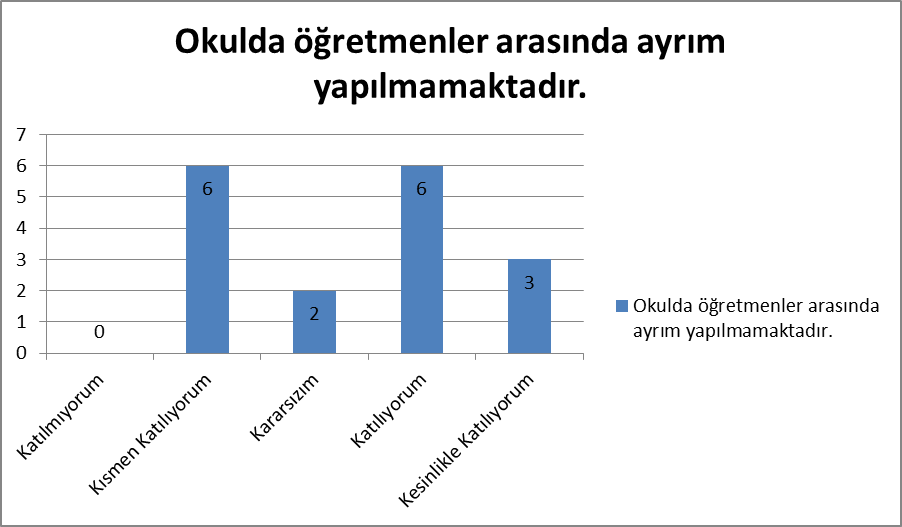 Okulda öğretmenler arasında ayrım
yapılmamaktadır.
7
6
5
4
3
2
1
0
0
6
2
6
3
Katılmıyorum
Kısmen Katılıyorum
Kararsızım
Katılıyorum
Kesinlikle Katılıyorum
Okulda öğretmenler arasında
ayrım yapılmamaktadır.